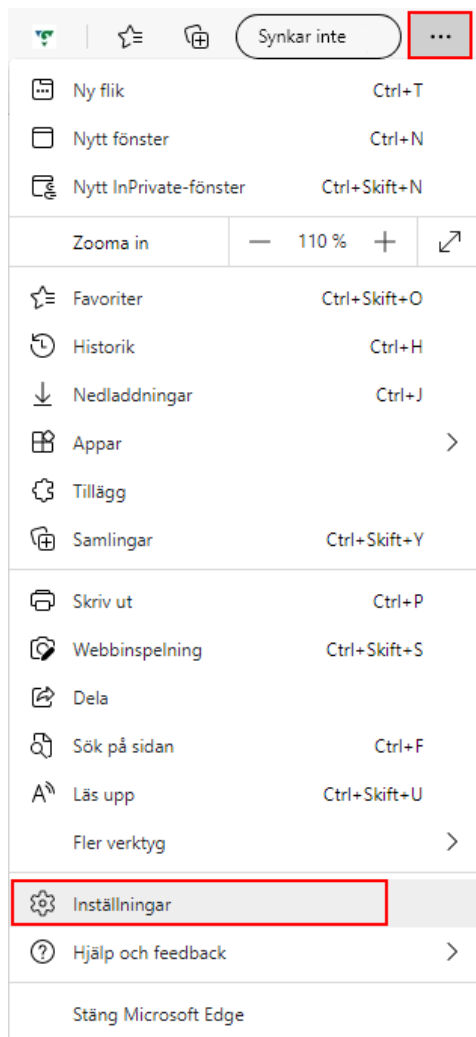 Synkar inte
Ny flik Ctrl+T
Nytt fönster Ctrl+N
Nytt InPrivate-fönster Ctrl+Skift+N
Zooma in — 110 % +
Favoriter Ctrl+Skift+O
Historik Ctrl+H
Nedladdningar Ctrl+J
Appar
Tillägg
Samlingar Ctrl+Skift+Y
Skriv ut Ctrl+P
Webbinspelning Ctrl+Skift+S
Dela
Sök på sidan Ctrl+F
Läs upp Ctrl+Skift+U
Fler verktyg
Inställningar
Hjälp och feedback
Stäng Microsoft Edge